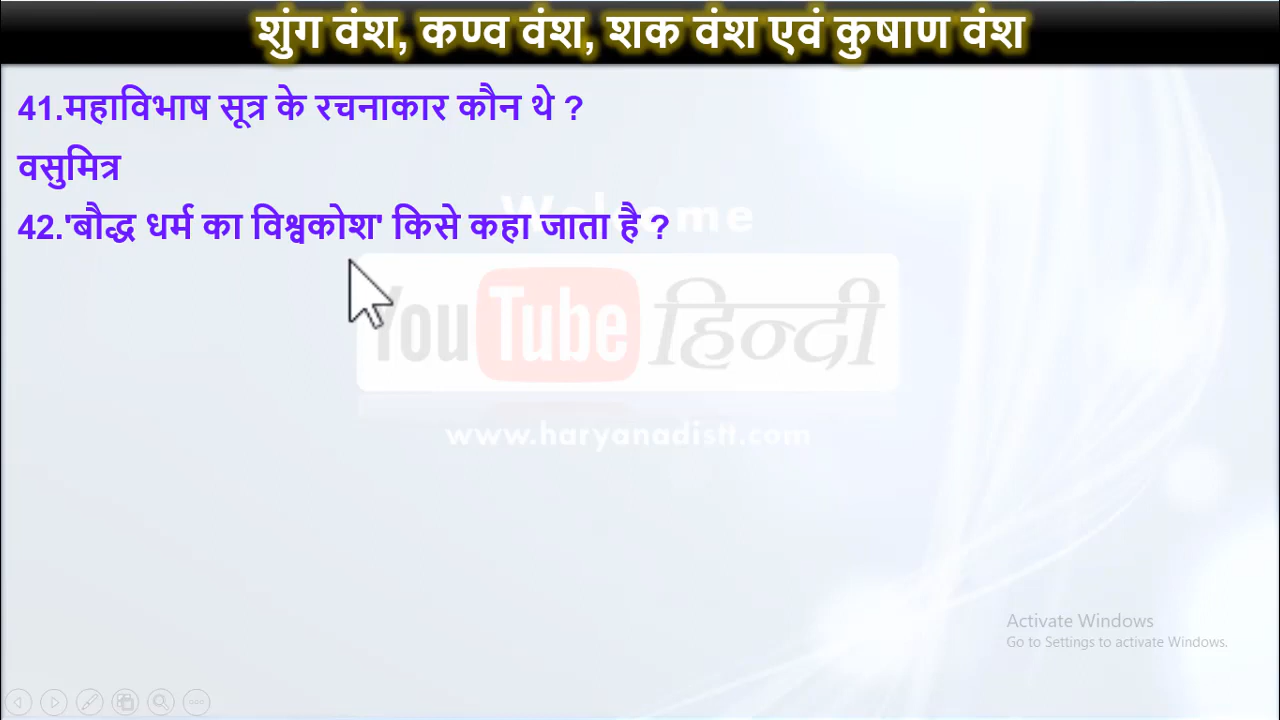 शुंग वंश, कण्व वंश, शक वंश एवं कुषाण वंश
41.महाविभाष सूत्र के रचनाकार कौन थे ?
वसुमित्र
42.'बौद्ध धर्म का विश्वकोश' किसे कहा जाता है ?
Welcome
YouTube हिन्दी
www.haryanadistt.com
Activate Windows
Go to Settings to activate Windows.